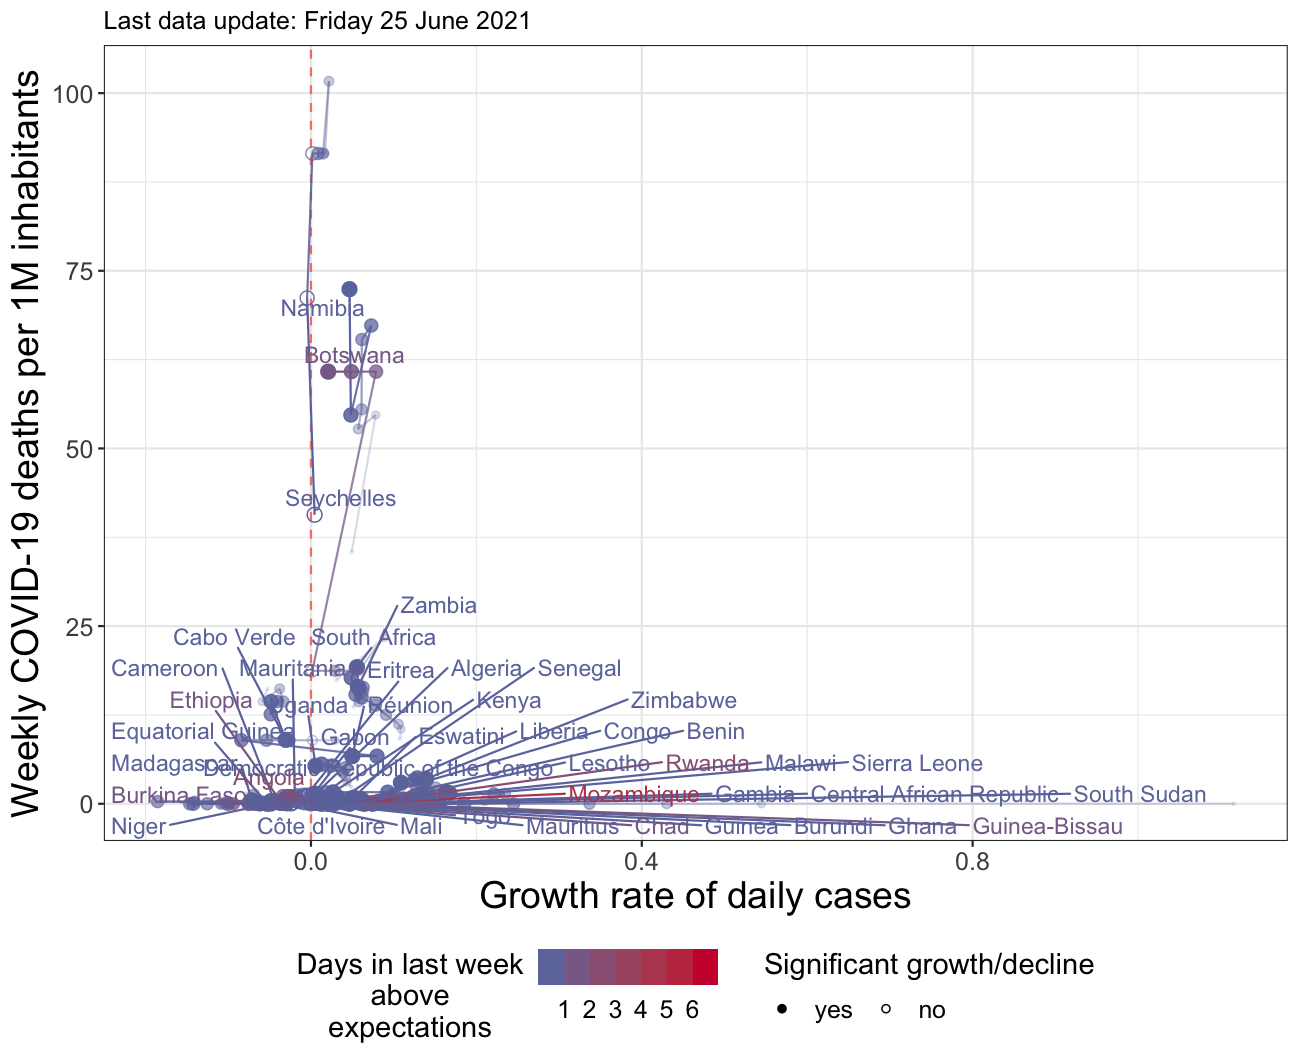 Last data update: Friday 25 June 2021
Weekly COVID-19 deaths per 1M inhabitants
100
75
50
25
0
Namibia
Botswana
Seychelles
Zambia
Cabo Verde South Africa
Cameroon Mauritania Eritrea Algeria Senegal
Ethiopia Uganda Réunion Kenya Zimbabwe
Equatorial Guinea Gabon Eswatini Liberia Congo Benin
Madagascar Democratic Republic of the Congo Lesotho Rwanda Malawi Sierra Leone
Angola
Burkina Faso Mozambique Gambia Central African Republic South Sudan
Togo
Niger Côte d'Ivoire Mali Mauritius Chad Guinea Burundi Ghana Guinea-Bissau
0.0 0.4 0.8
Growth rate of daily cases
Days in last week
above
expectations
1 2 3 4 5 6
Significant growth/decline
yes no